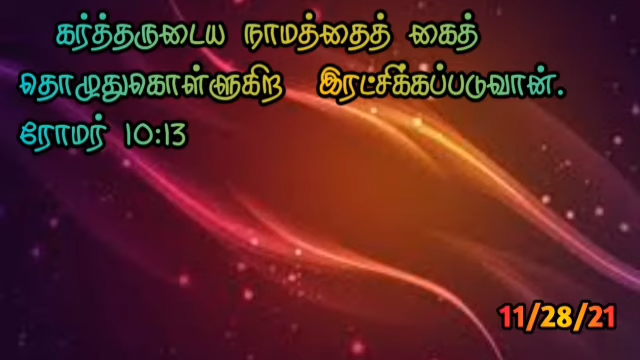 கர்த்தருடைய நாமத்தைத் கைத்
தொழுதுகொள்ளுகிற இரட்சிக்கப்படுவான்.
ரோமர் 10:13
11/28/21